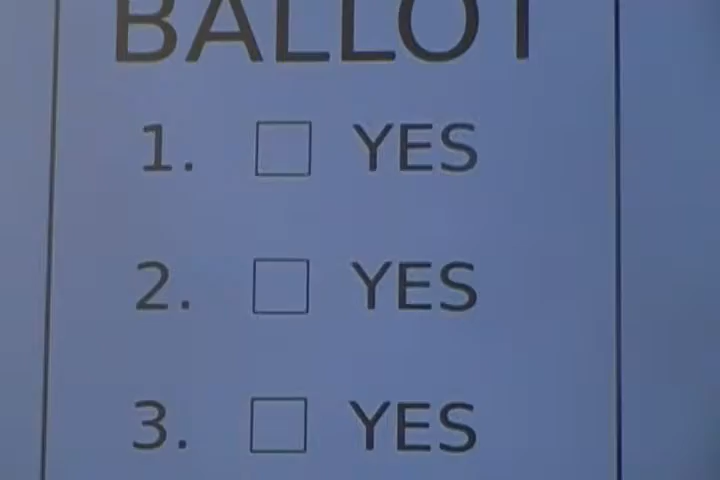 BALLOT
1. YES
2. YES
3. YES